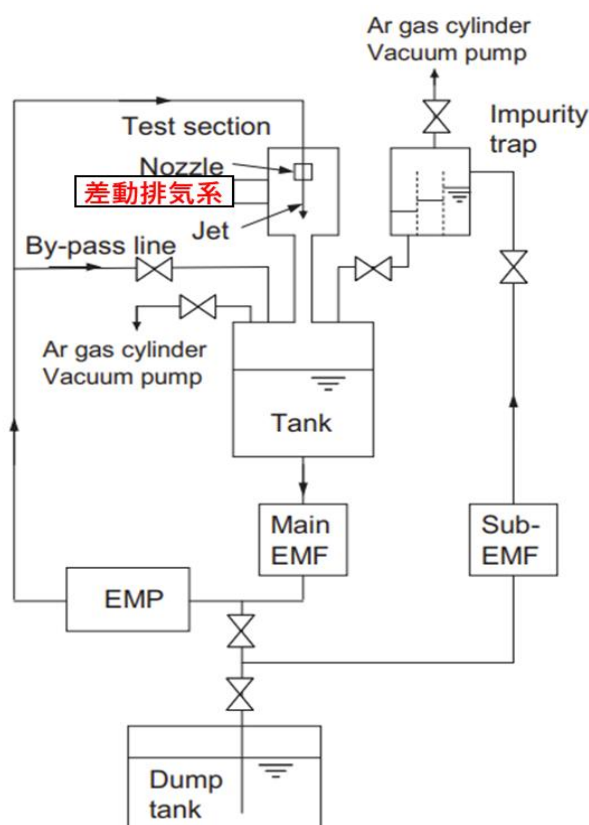 Ar gas cylinder
Vacuum pump
Impurity
trap
Test section
Nozzle
差動排気系
Jet
By-pass line
Ar gas cylinder
Vacuum pump
Tank
Main
EMF
Sub-
EMF
EMP
Dump
tank